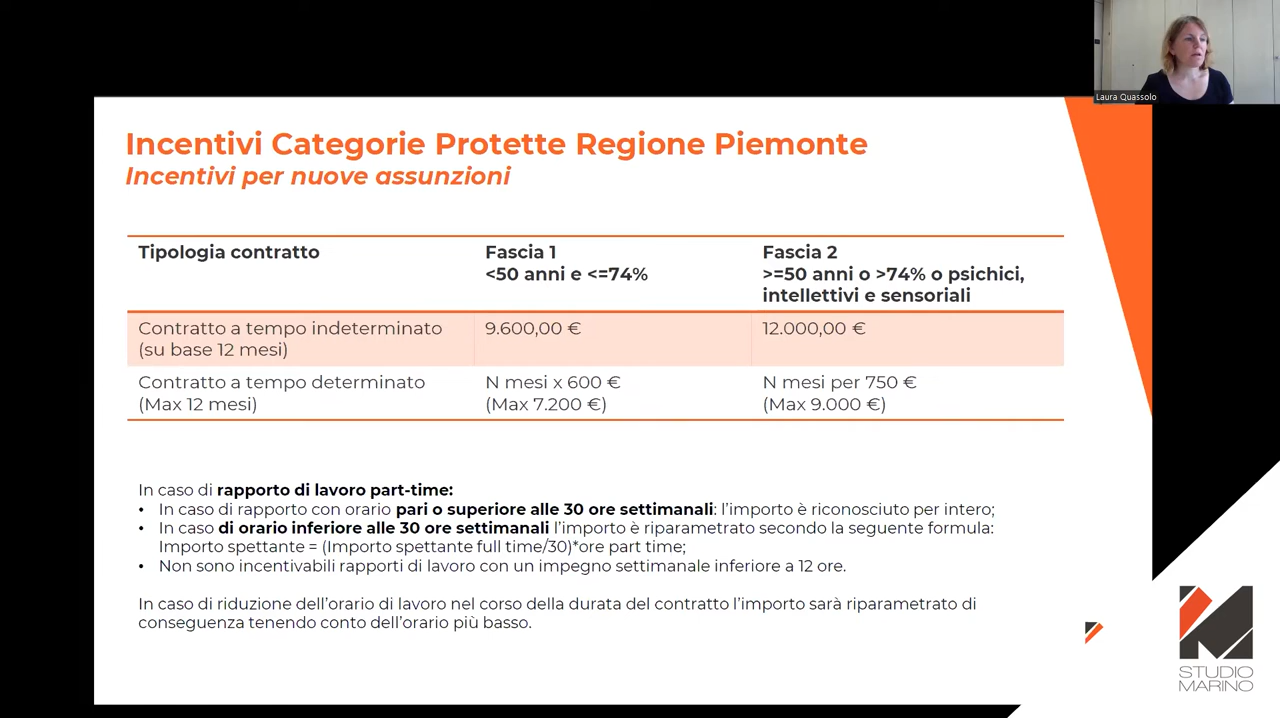 Laura Quassolo
Incentivi Categorie Protette Regione Piemonte
Incentivi per nuove assunzioni
Tipologia contratto
Fascia 1
<50 anni e <=74%
Fascia 2
>=50 anni o >74% o psichici,
intellettivi e sensoriali
Contratto a tempo indeterminato
(su base 12 mesi)
9.600,00 €
12.000,00 €
Contratto a tempo determinato
(Max 12 mesi)
N mesi x 600 €
(Max 7.200 €)
N mesi per 750 €
(Max 9.000 €)
In caso di rapporto di lavoro part-time:
• In caso di rapporto con orario pari o superiore alle 30 ore settimanali: l’importo è riconosciuto per intero;
• In caso di orario inferiore alle 30 ore settimanali l’importo è riparametrato secondo la seguente formula:
Importo spettante = (Importo spettante full time/30)*ore part time;
• Non sono incentivabili rapporti di lavoro con un impegno settimanale inferiore a 12 ore.
In caso di riduzione dell’orario di lavoro nel corso della durata del contratto l’importo sarà riparametrato di
conseguenza tenendo conto dell’orario più basso.
STUDIO
MARINO